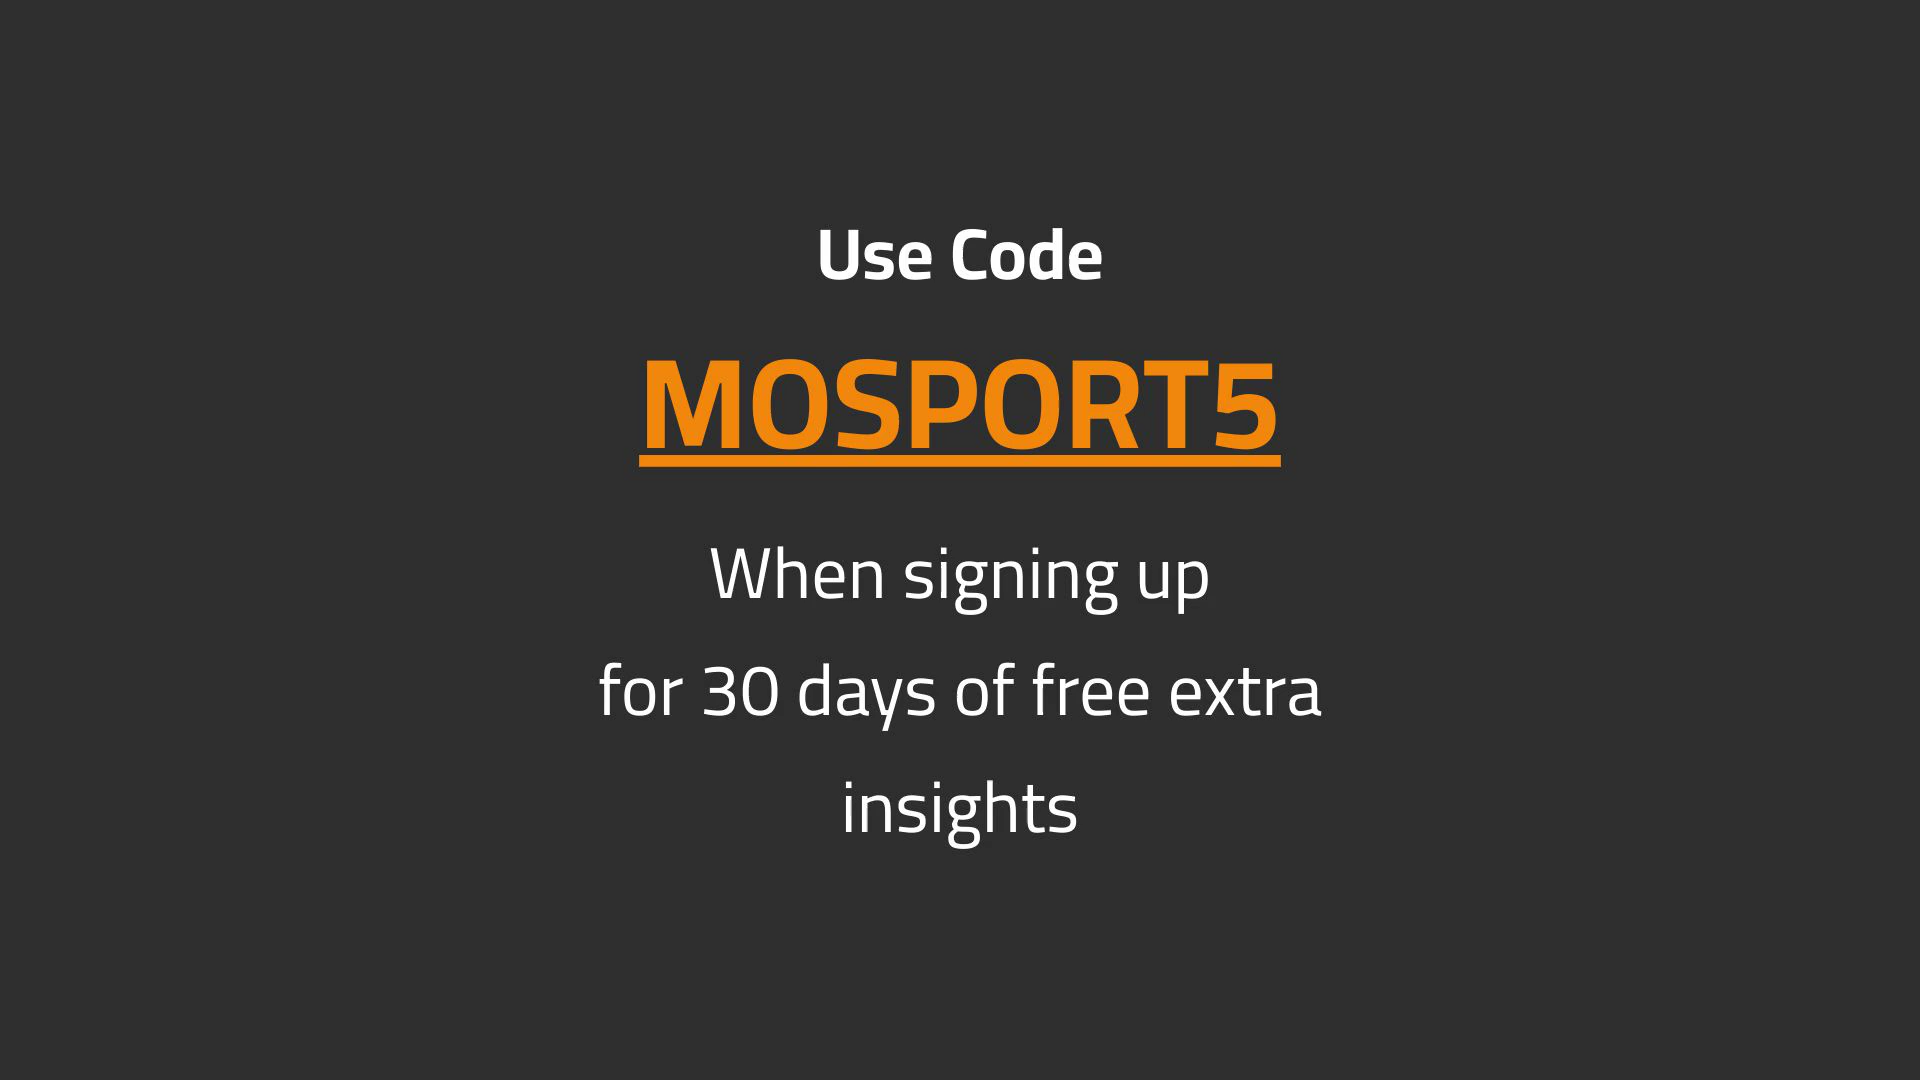 Use Code
MOSPORT5
When signing up
for 30 days of free extra
insights